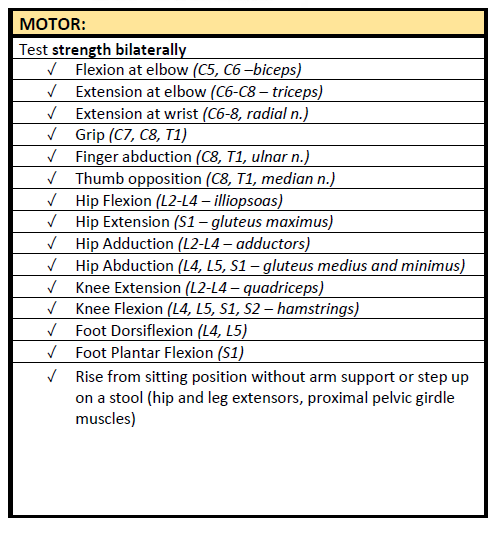 MOTOR:
Test strength bilaterally
✓ Flexion at elbow (C5, C6 –biceps)
✓ Extension at elbow (C6-C8 – triceps)
✓ Extension at wrist (C6-8, radial n.)
✓ Grip (C7, C8, T1)
✓ Finger abduction (C8, T1, ulnar n.)
✓ Thumb opposition (C8, T1, median n.)
✓ Hip Flexion (L2-L4 – illiopsoas)
✓ Hip Extension (S1 – gluteus maximus)
✓ Hip Adduction (L2-L4 – adductors)
✓ Hip Abduction (L4, L5, S1 – gluteus medius and minimus)
✓ Knee Extension (L2-L4 – quadriceps)
✓ Knee Flexion (L4, L5, S1, S2 – hamstrings)
✓ Foot Dorsiflexion (L4, L5)
✓ Foot Plantar Flexion (S1)
✓ Rise from sitting position without arm support or step up
on a stool (hip and leg extensors, proximal pelvic girdle
muscles)